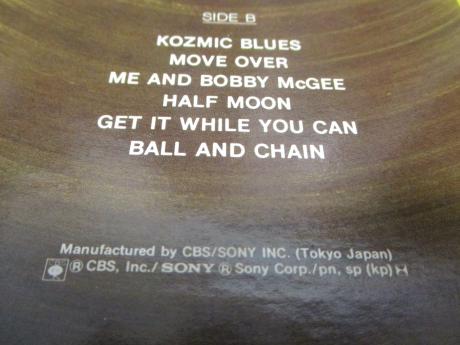 SIDE B
KOZMIC BLUES
MOVE OVER
ME AND BOBBY McGEE
HALF MOON
GET IT WHILE YOU CAN
BALL AND CHAIN
Manufactured by CBS/SONY INC. (Tokyo Japan)
® CBS, Inc./SONY ® Sony Corp./pn, sp (kp) H